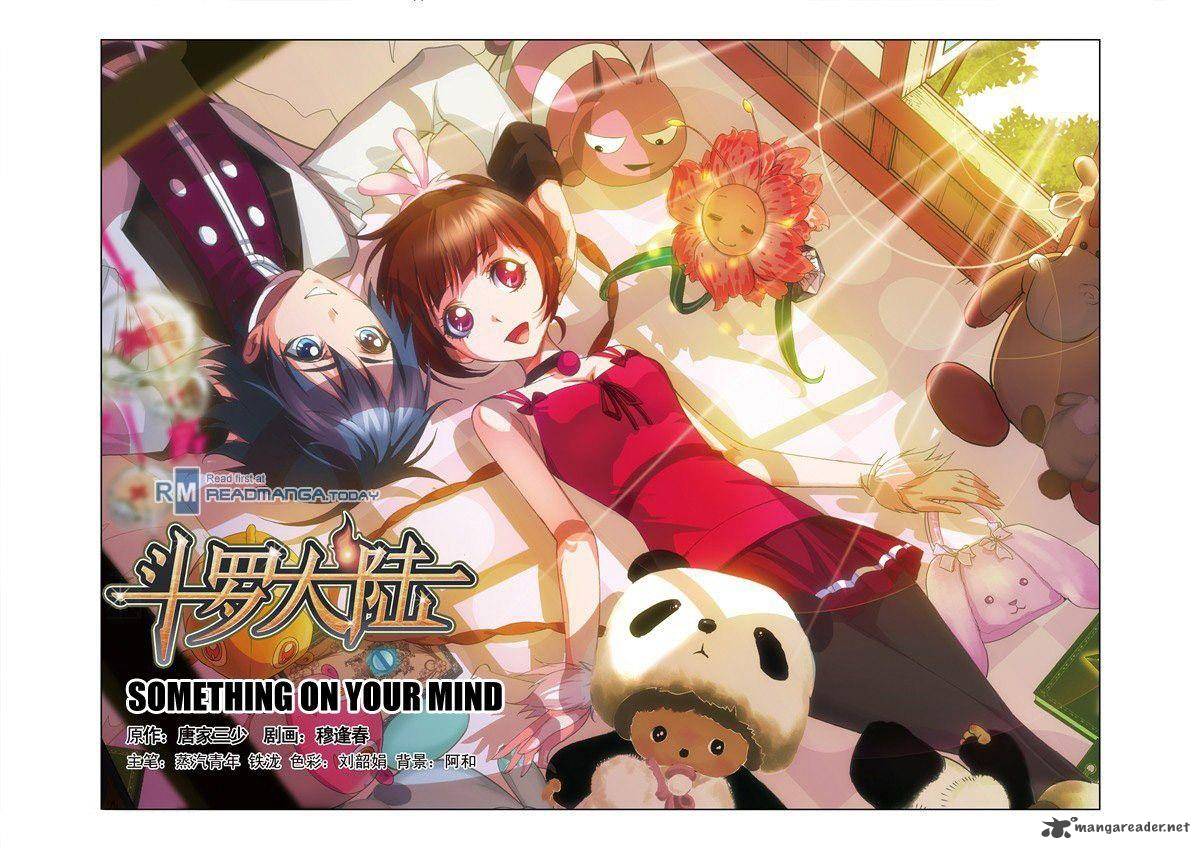 Read first at
RM READMANGA.TODAY
斗罗大陆
SOMETHING ON YOUR MIND
原作：唐家三少 剧画：穆逢春
主笔：蒸汽青年 铁泷 色彩：刘韶娟 背景：阿和
mangareader.net